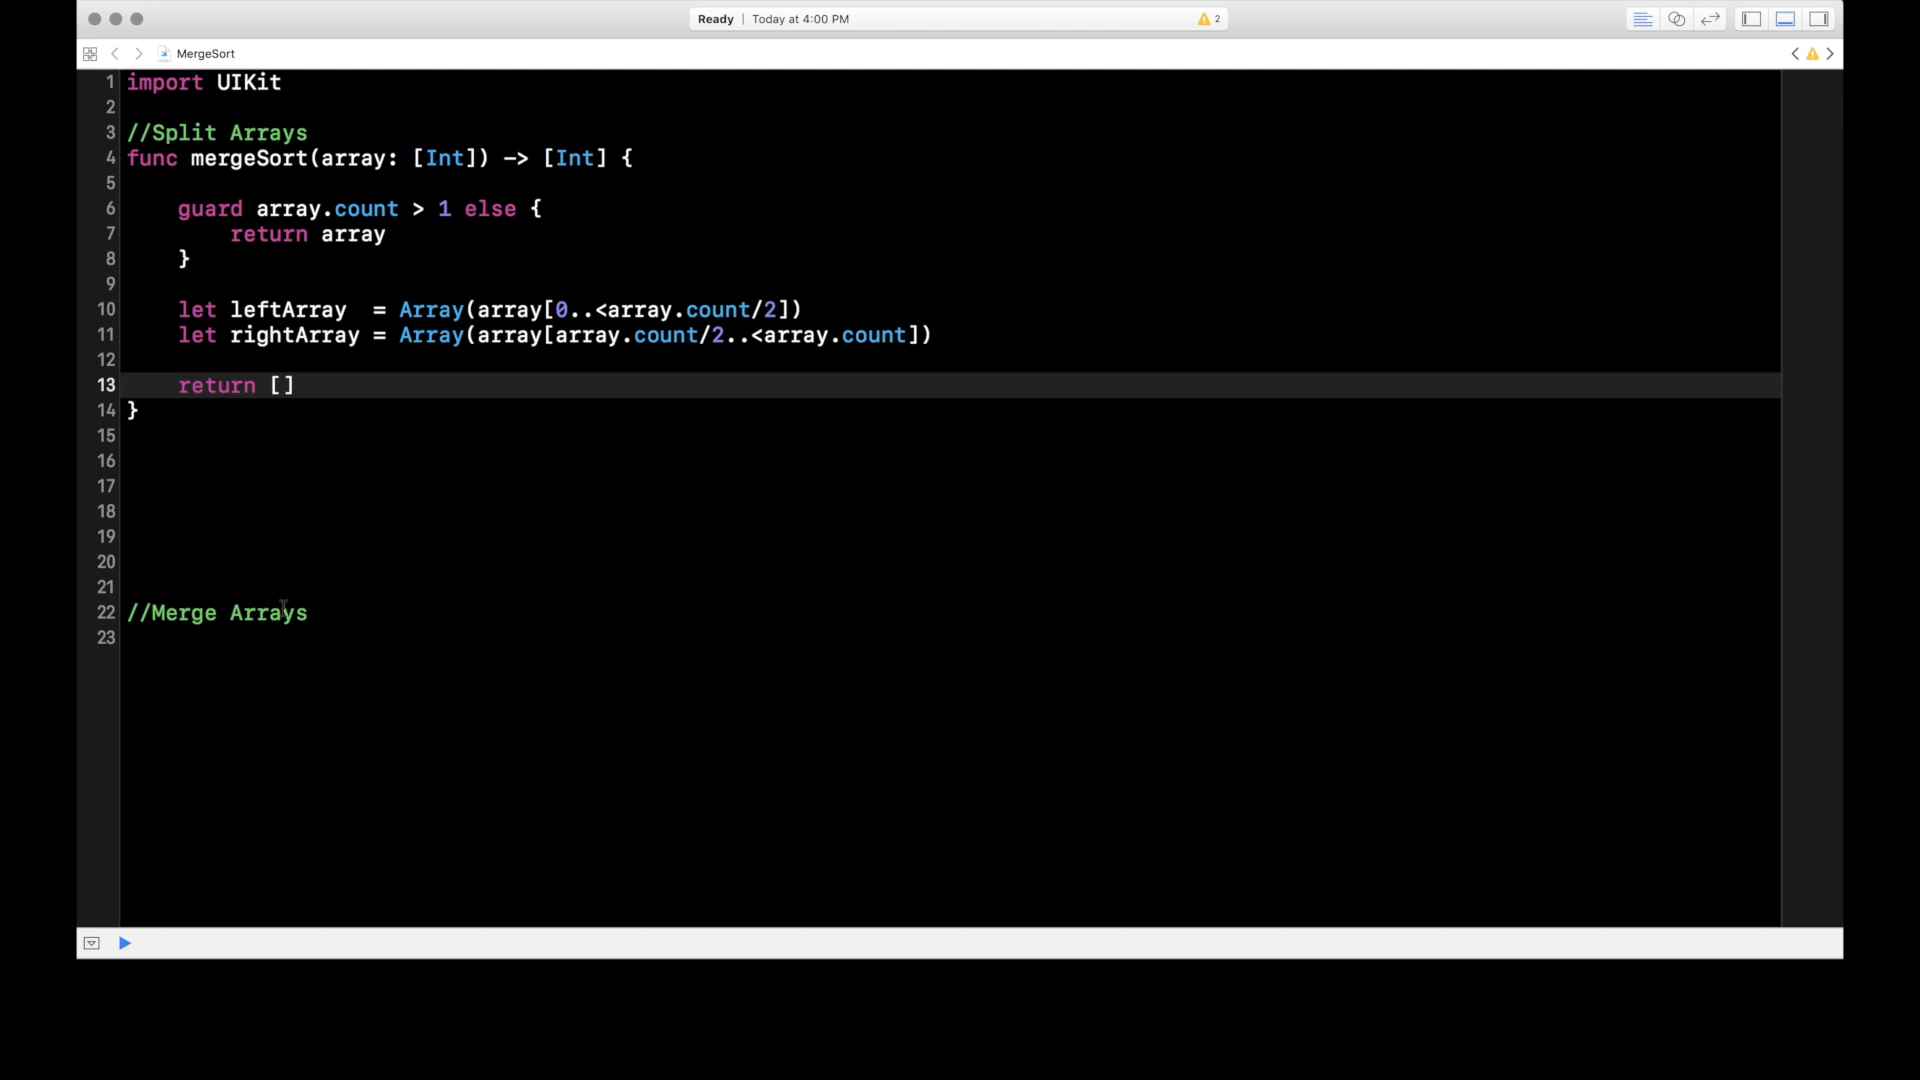 Ready | Today at 4:00 PM 2
MergeSort
1 import UIKit
2
3 //Split Arrays
4 func mergeSort(array: [Int]) -> [Int] {
5
6     guard array.count > 1 else {
7         return array
8     }
9
10     let leftArray  = Array(array[0..<array.count/2])
11     let rightArray = Array(array[array.count/2..<array.count])
12
13     return []
14 }
15
16
17
18
19
20
21
22 //Merge Arrays
23